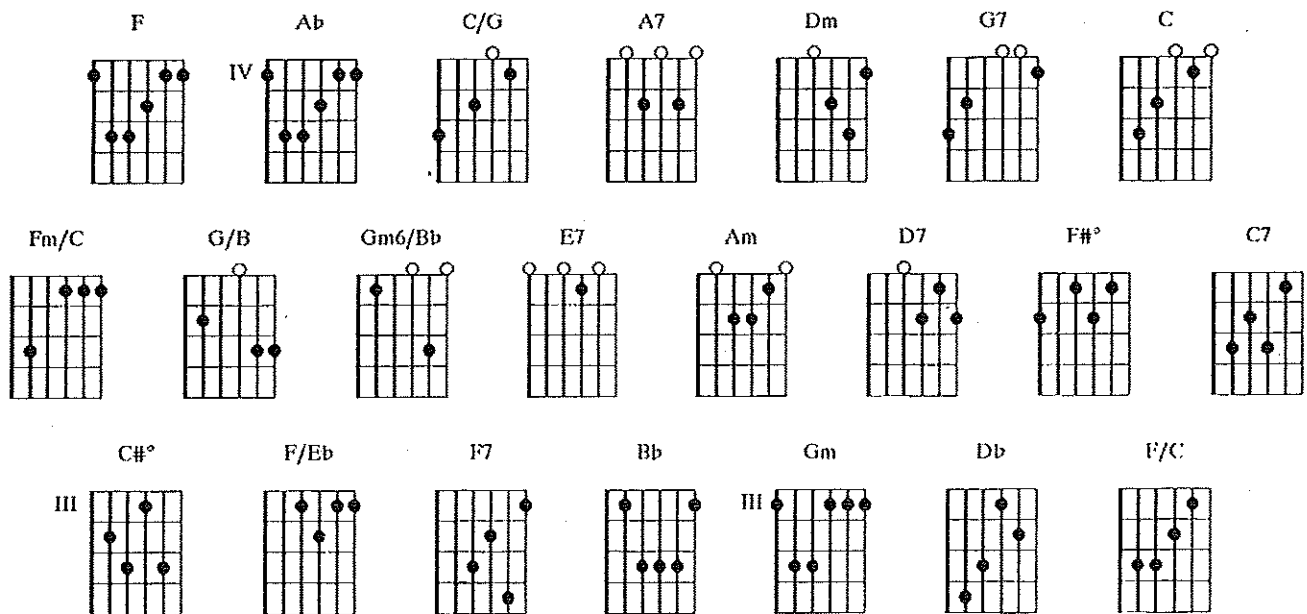 F Ab C/G A7 Dm G7 C
IV
Fm/C G/B Gm6/Bb E7 Am D7 F#° C7
C#° F/Eb F7 Bb Gm Db F/C
III III